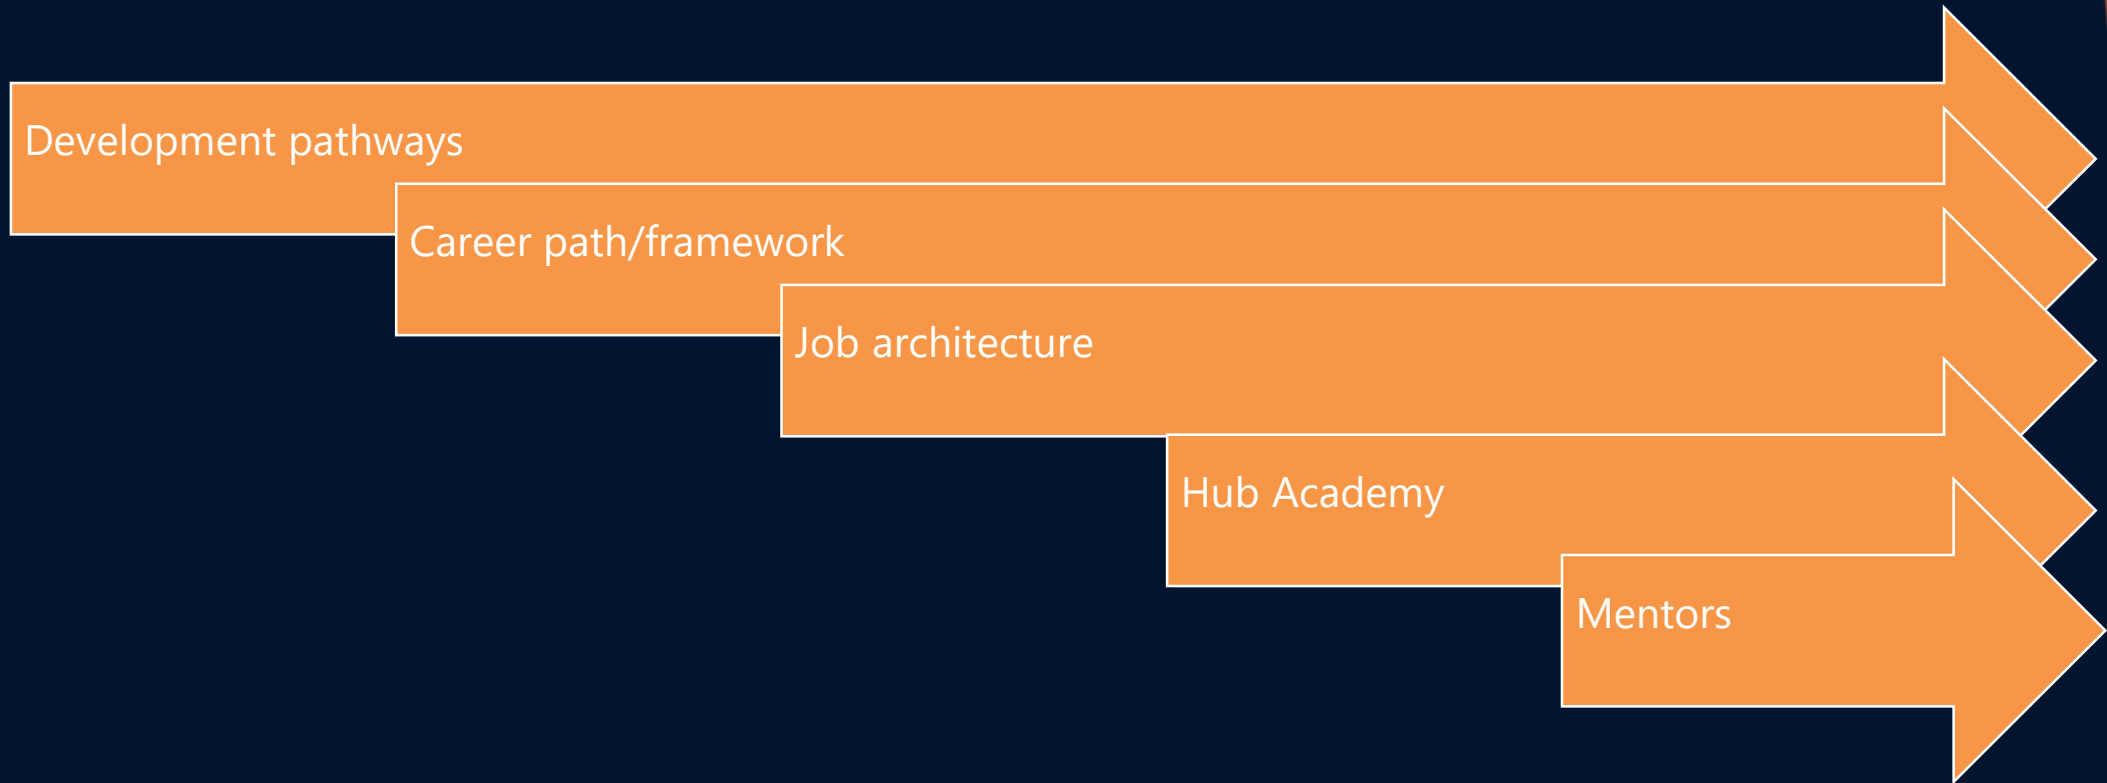 Development pathways
Career path/framework
Job architecture
Hub Academy
Mentors